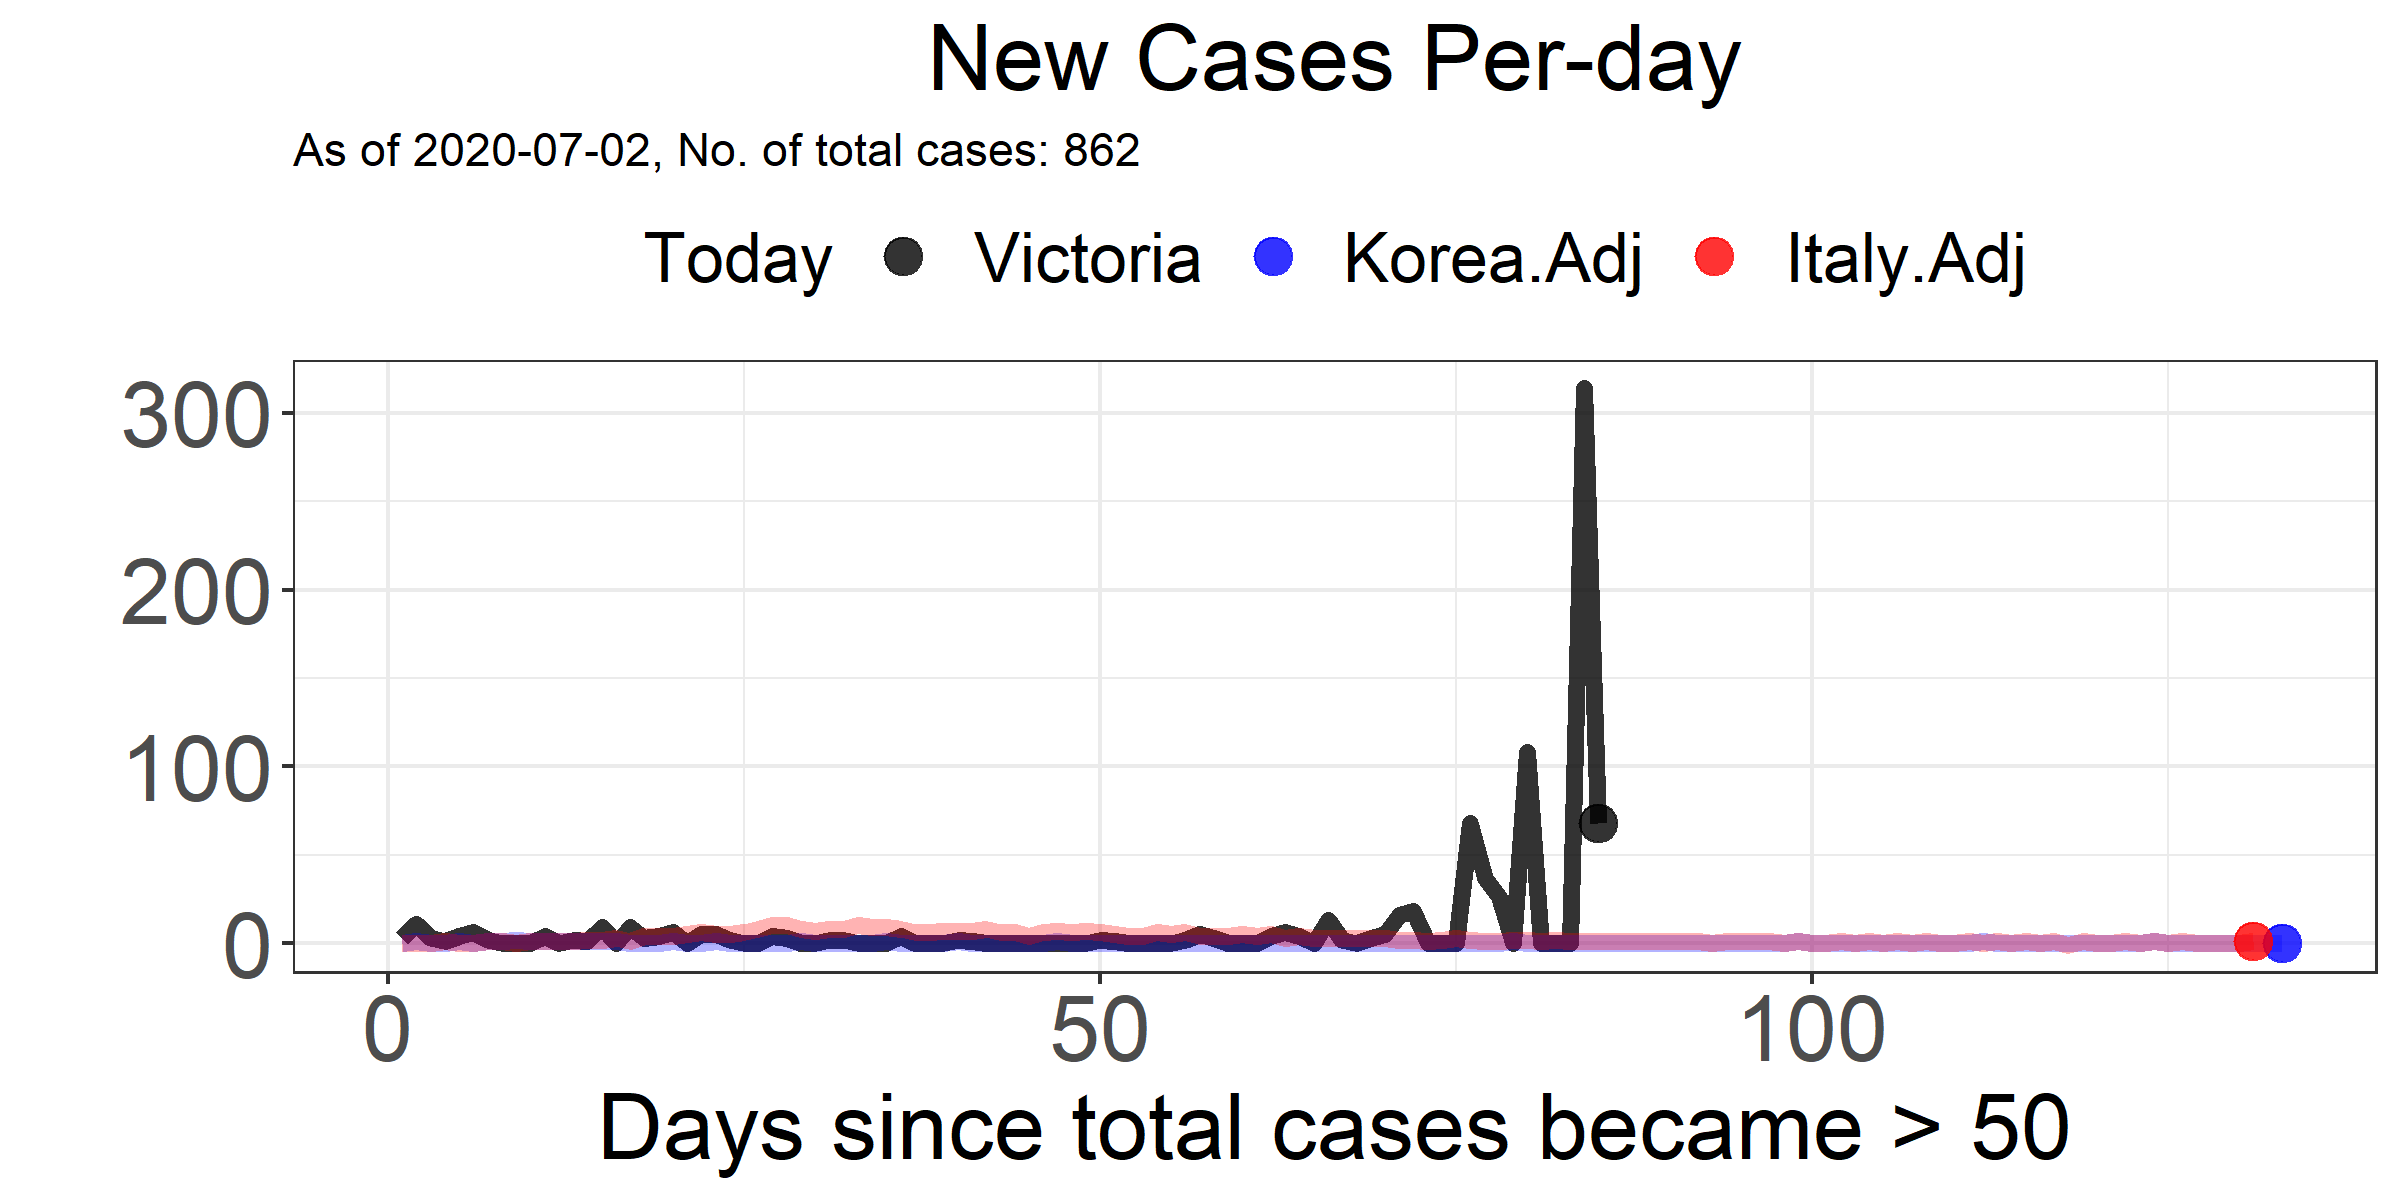 New Cases Per-day
As of 2020-07-02, No. of total cases: 862
Today Victoria Korea.Adj Italy.Adj
300
200
100
0
0 50 100
Days since total cases became > 50